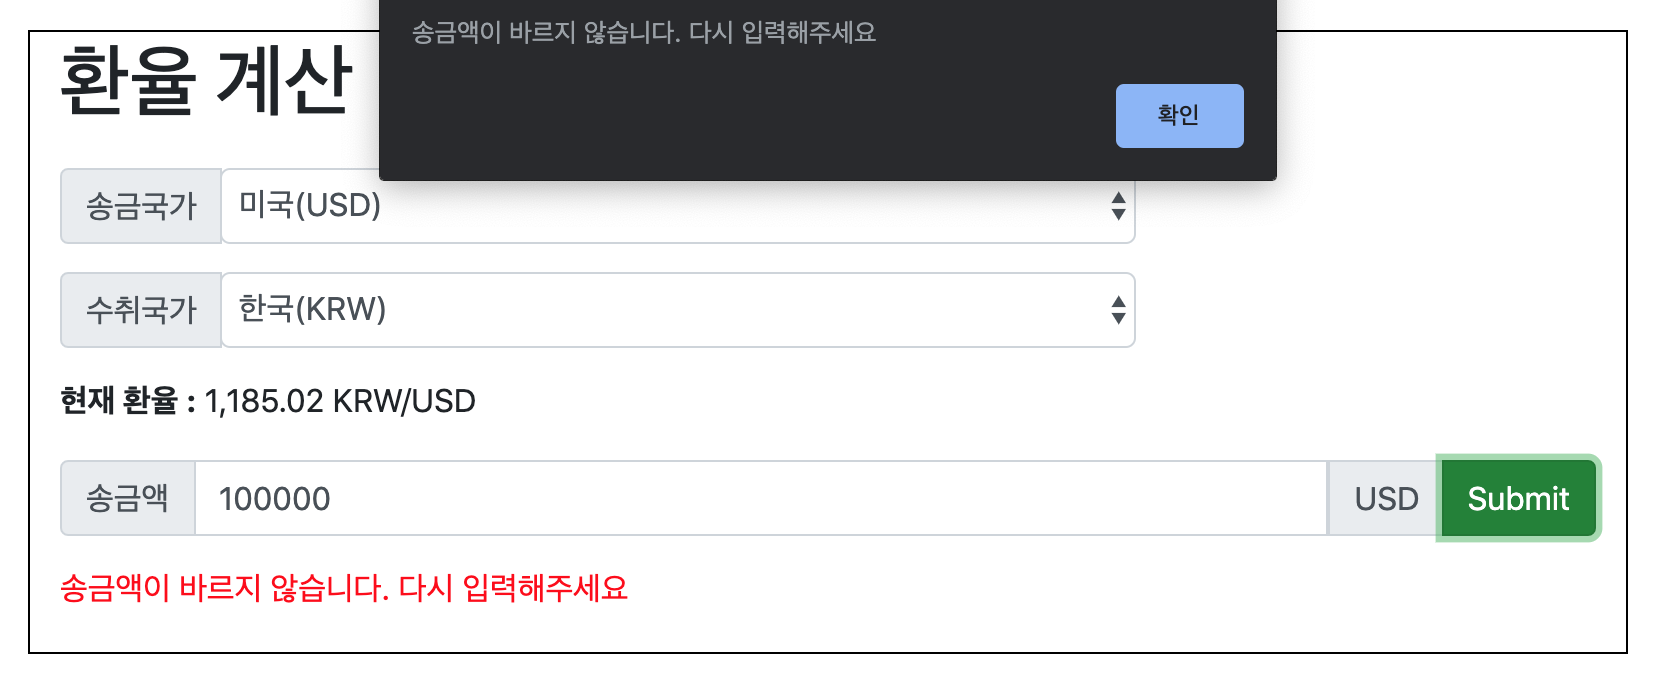 송금액이 바르지 않습니다. 다시 입력해주세요
확인
환율 계산
송금국가 미국(USD)
수취국가 한국(KRW)
현재 환율 : 1,185.02 KRW/USD
송금액 100000 USD Submit
송금액이 바르지 않습니다. 다시 입력해주세요